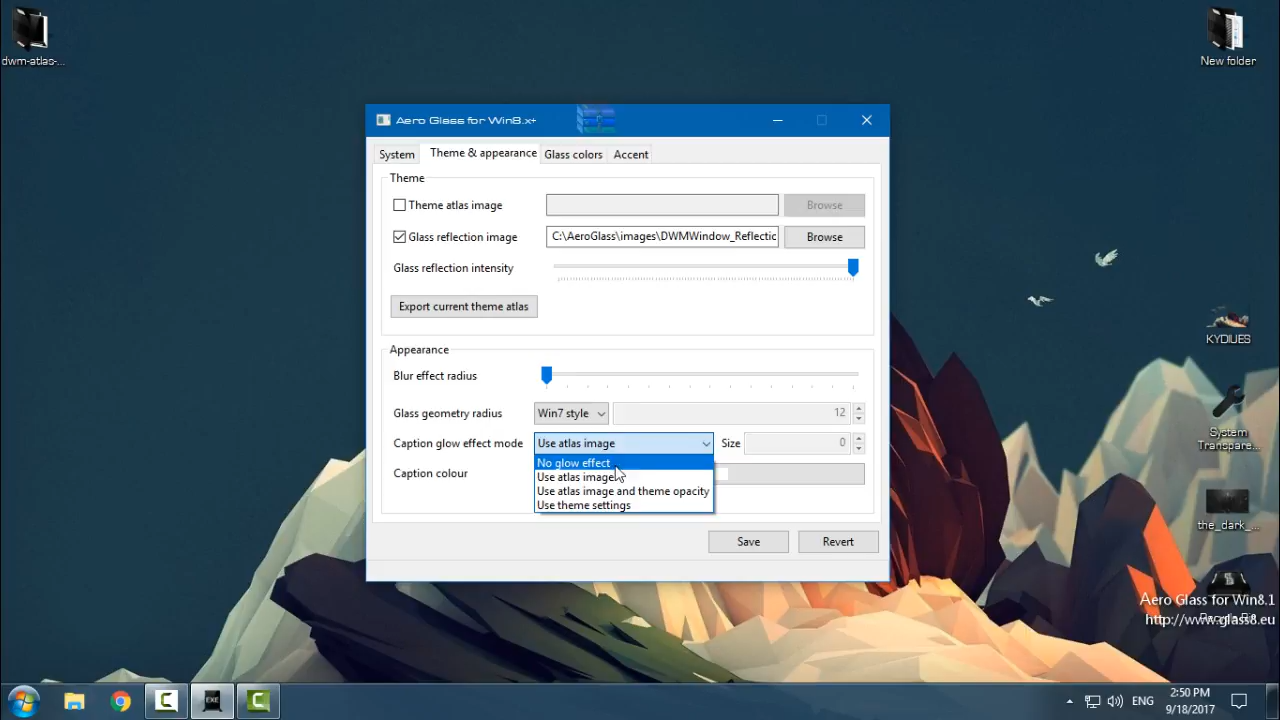 dwm-atlas-...
New folder
Aero Glass for Win8.x+
System
Theme & appearance
Glass colors
Accent
Theme
Theme atlas image
Browse
Glass reflection image
C:\AeroGlass\images\DWMWindow_Reflectic
Browse
Glass reflection intensity
Export current theme atlas
Appearance
Blur effect radius
Glass geometry radius
Win7 style
12
Caption glow effect mode
Use atlas image
Size
0
No glow effect
Caption colour
Use atlas image
Use atlas image and theme opacity
Use theme settings
Save
Revert
KYDIUES
System
Transpare...
the_dark_...
Aero Glass for Win8.1
http://www.glass8.eu
EXE
ENG
2:50 PM
9/18/2017